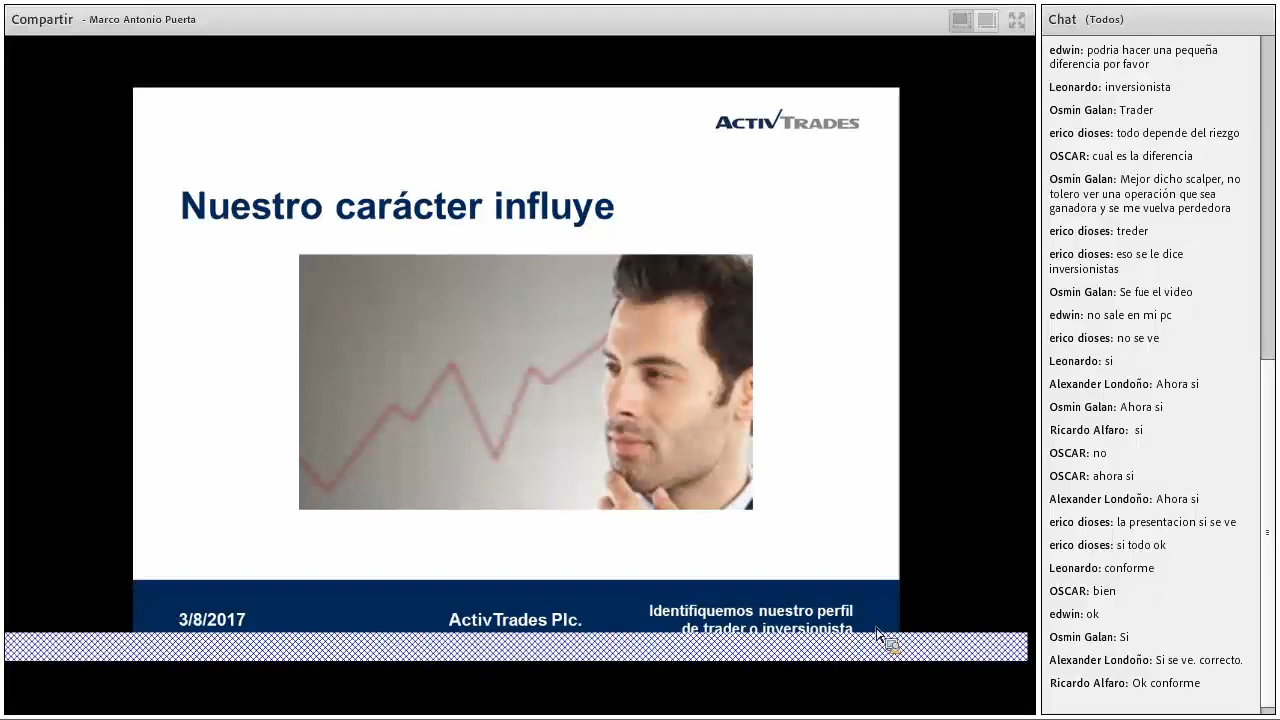 Compartir - Marco Antonio Puerta
ACTIVTRADES
Nuestro carácter influye
3/8/2017
ActivTrades Plc.
Identifiquemos nuestro perfil
de trader o inversionista
Chat (Todos)
edwin: podria hacer una pequeña
diferencia por favor
Leonardo: inversionista
Osmin Galan: Trader
erico dioses: todo depende del riezgo
OSCAR: cual es la diferencia
Osmin Galan: Mejor dicho scalper, no
tolero ver una operación que sea
ganadora y se me vuelva perdedora
erico dioses: treder
erico dioses: eso se le dice
inversionistas
Osmin Galan: Se fue el video
edwin: no sale en mi pc
erico dioses: no se ve
Leonardo: si
Alexander Londoño: Ahora si
Osmin Galan: Ahora si
Ricardo Alfaro: si
OSCAR: no
OSCAR: ahora si
Alexander Londoño: Ahora si
erico dioses: la presentacion si se ve
erico dioses: si todo ok
Leonardo: conforme
OSCAR: bien
edwin: ok
Osmin Galan: Si
Alexander Londoño: Si se ve. correcto.
Ricardo Alfaro: Ok conforme